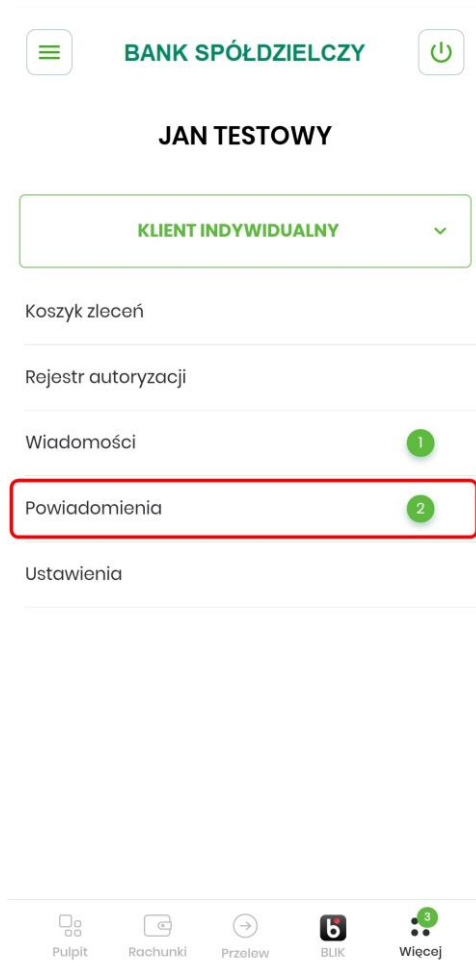 BANK SPÓŁDZIELCZY
JAN TESTOWY
KLIENT INDYWIDUALNY
Koszyk zleceń
Rejestr autoryzacji
Wiadomości 1
Powiadomienia 2
Ustawienia
3
Pulpit Rachunki Przelew BLIK Więcej